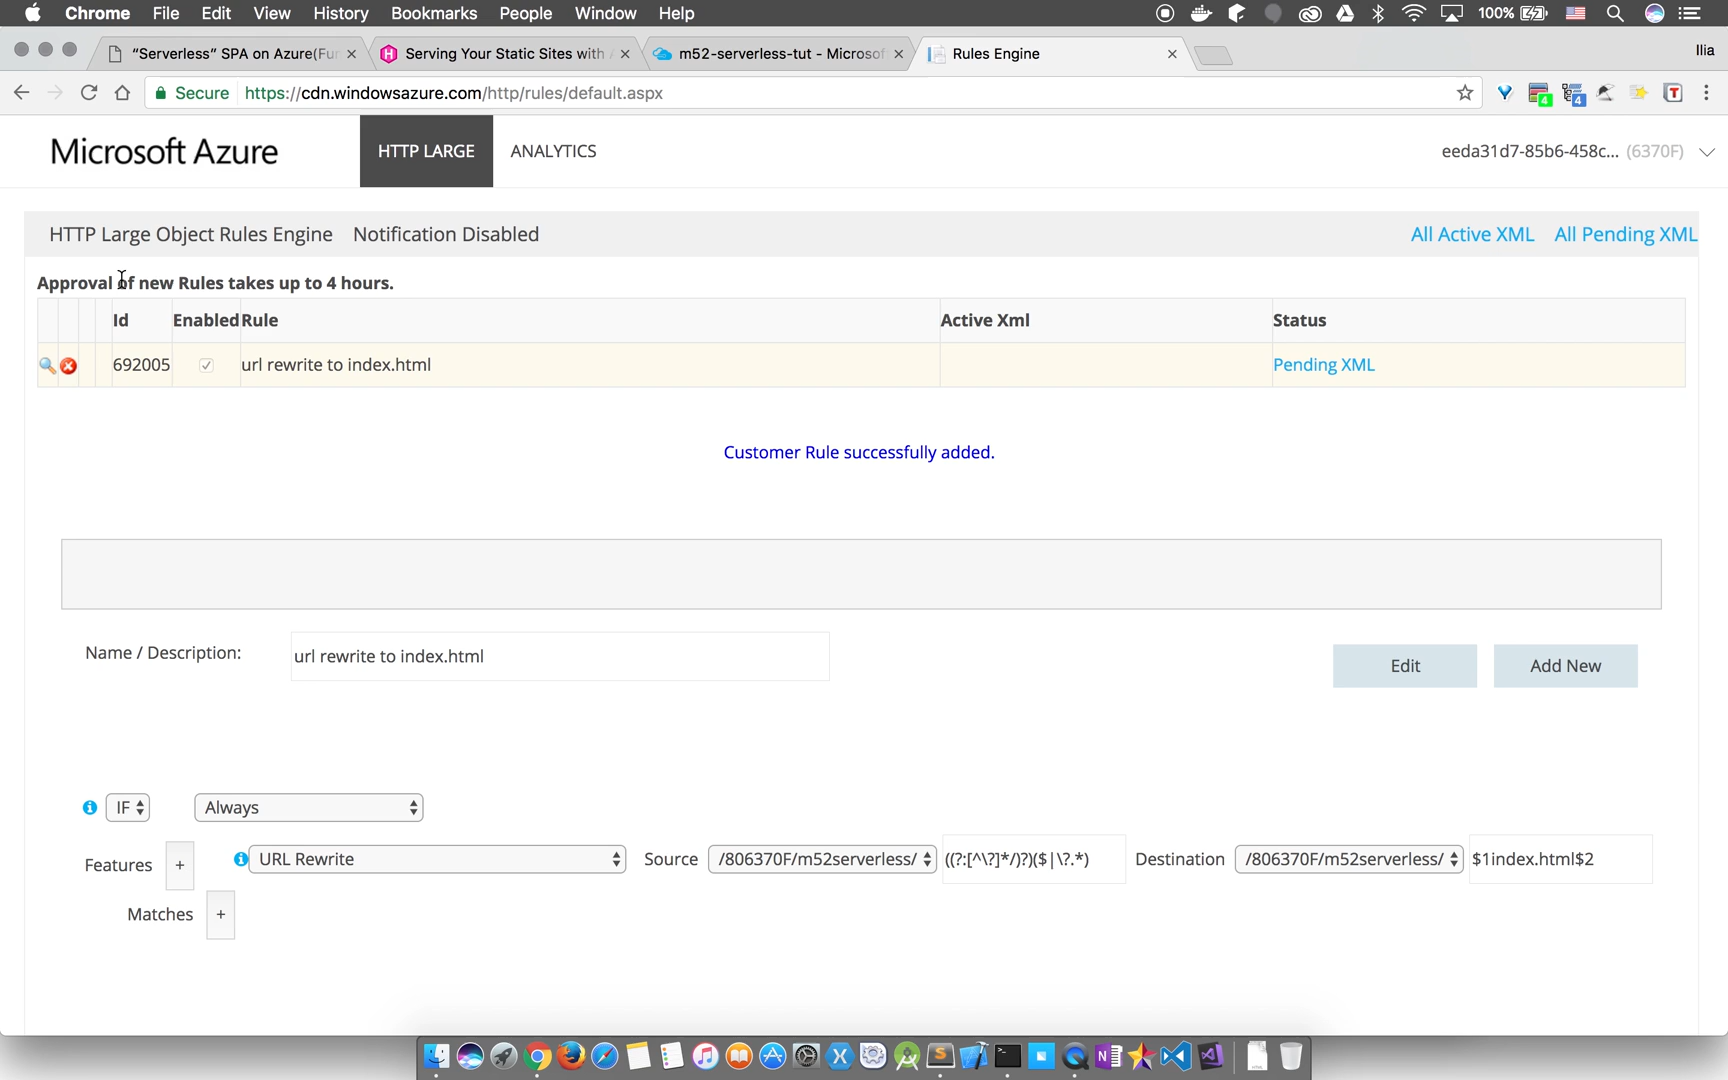 Chrome File Edit View History Bookmarks People Window Help 100%
"Serverless" SPA on Azure(Fun
Serving Your Static Sites with
m52-serverless-tut - Microsof
Rules Engine
Ilia
Secure https://cdn.windowsazure.com/http/rules/default.aspx
4 4 T
Microsoft Azure HTTP LARGE ANALYTICS eeda31d7-85b6-458c... (6370F)
HTTP Large Object Rules Engine Notification Disabled All Active XML All Pending XML
Approval of new Rules takes up to 4 hours.
Id Enabled Rule Active Xml Status
692005 url rewrite to index.html Pending XML
Customer Rule successfully added.
Name / Description: url rewrite to index.html Edit Add New
IF Always
Features + URL Rewrite Source /806370F/m52serverless/ ((?:[^\?]*/)?)($|\?.*) Destination /806370F/m52serverless/ $1index.html$2
Matches +